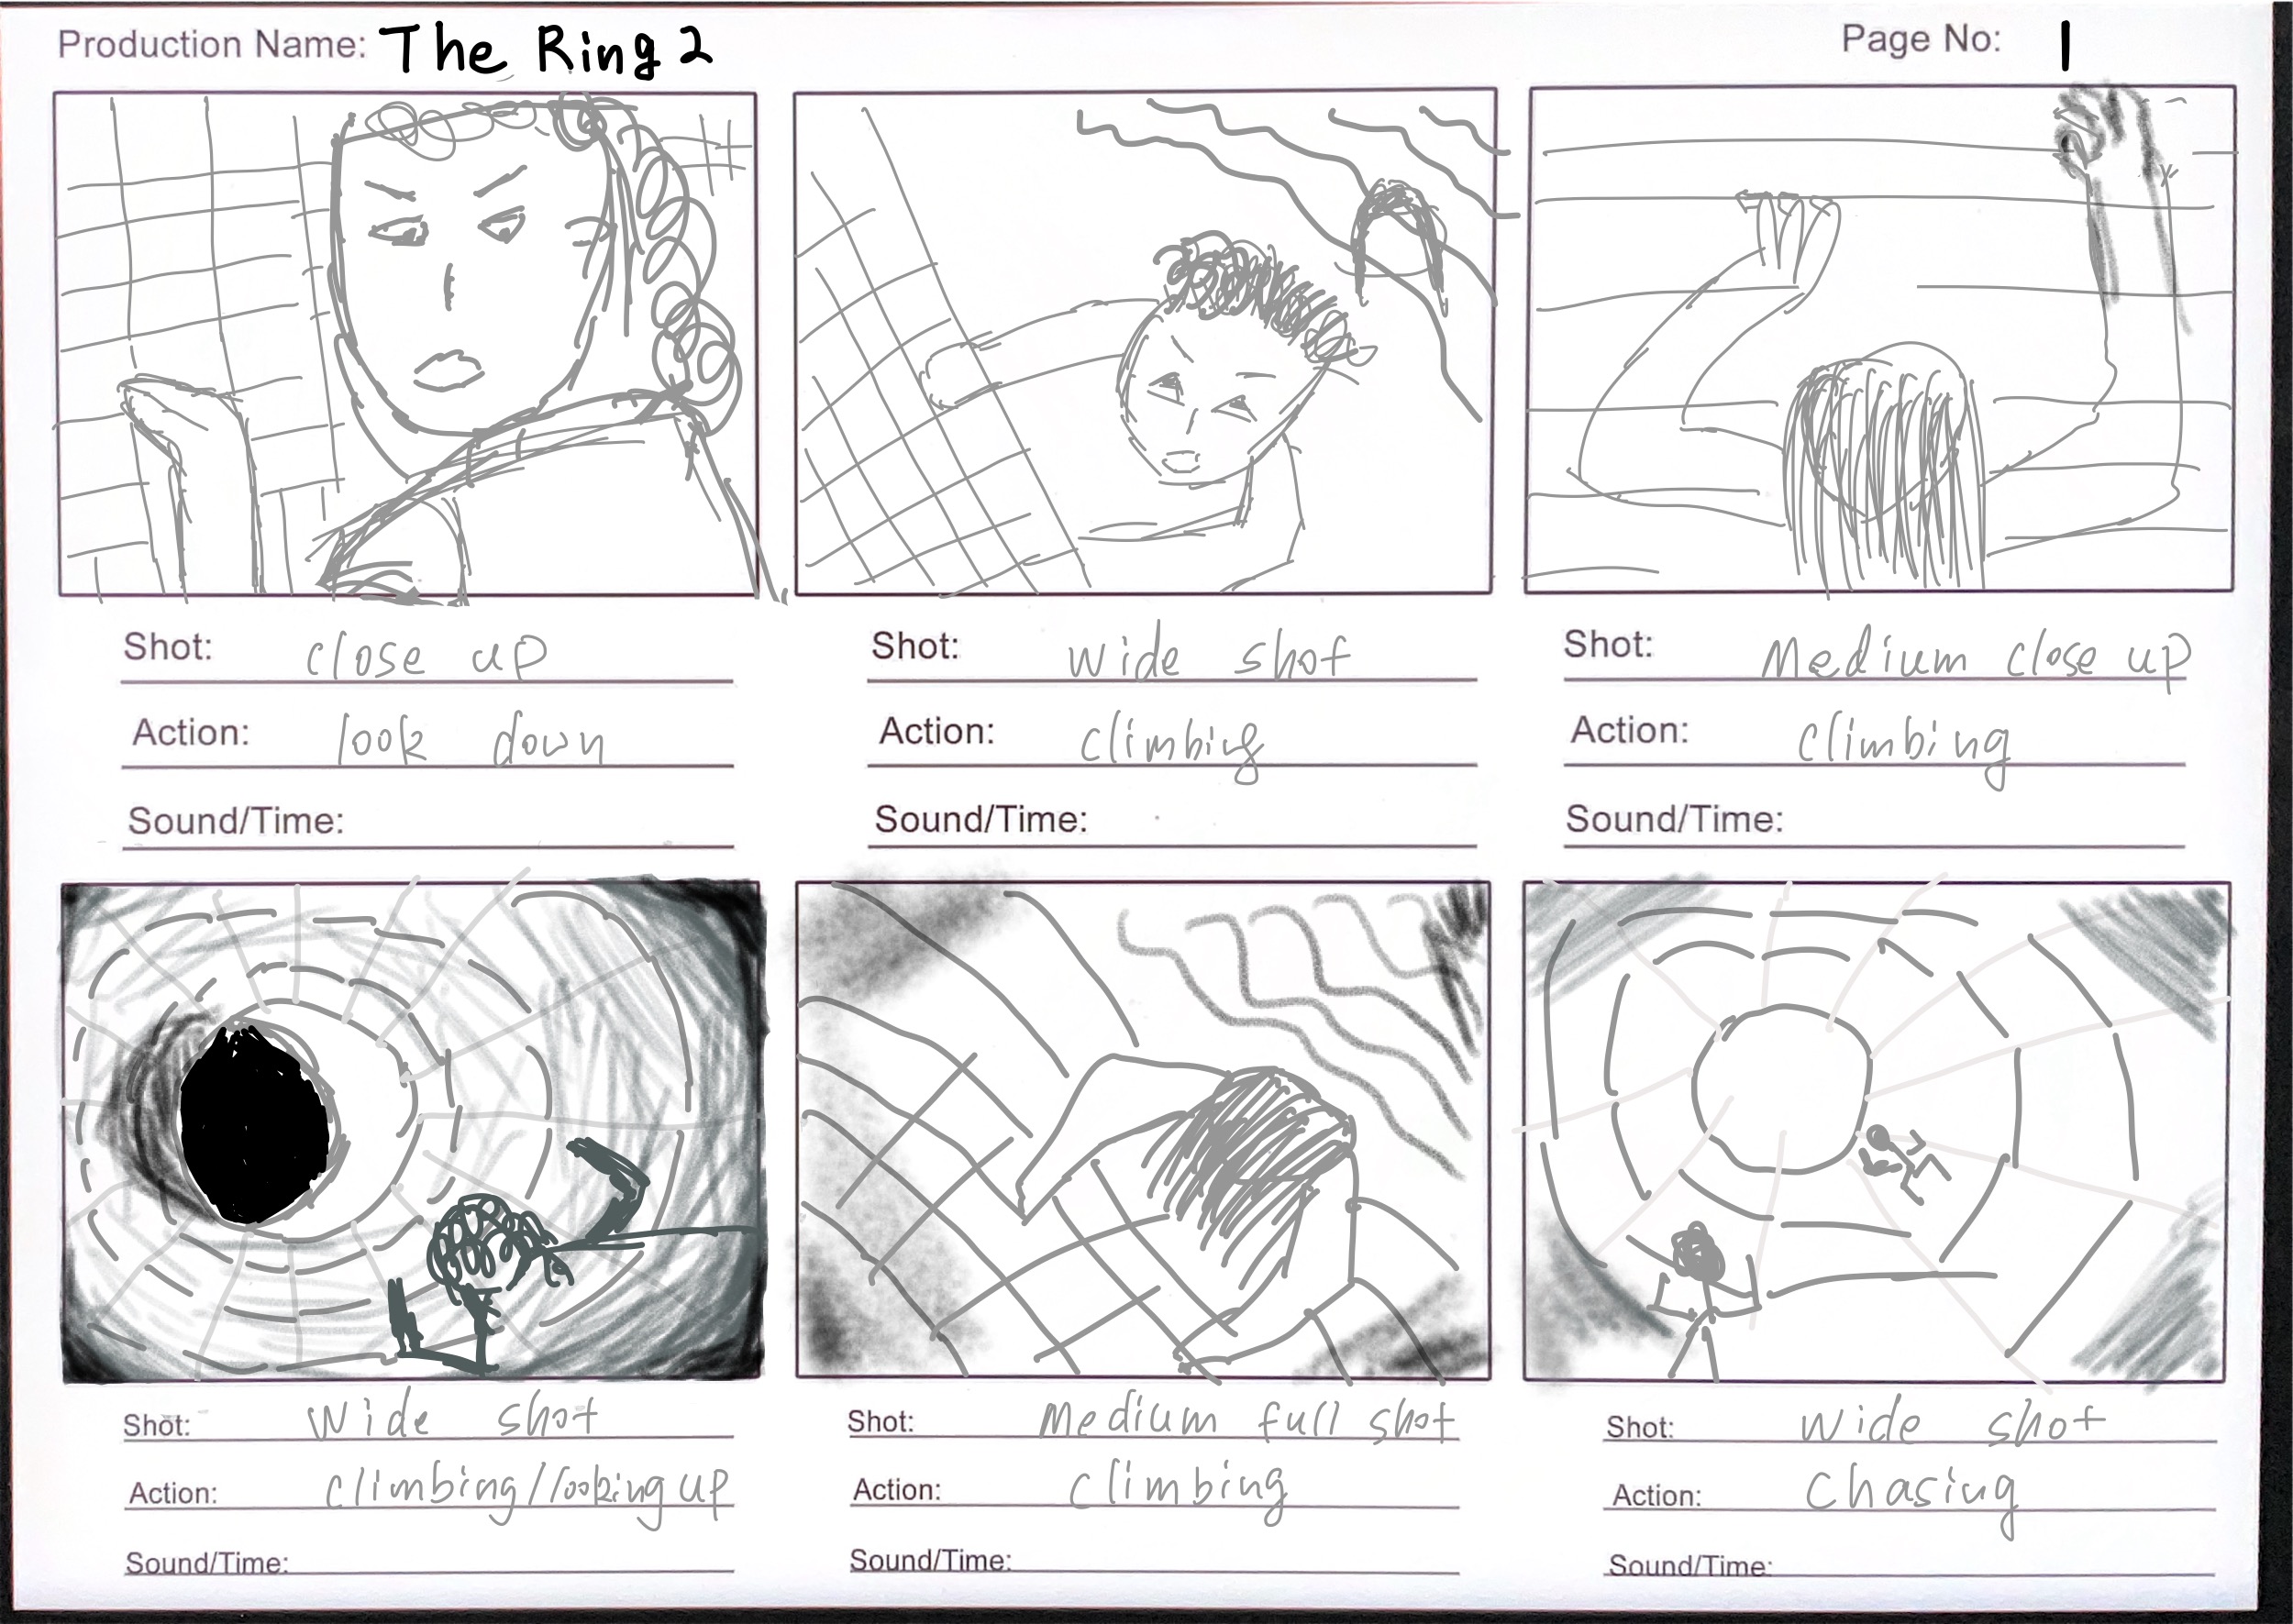 Production Name: The Ring 2
Page No: 1
Shot: close up
Action: look down
Sound/Time:
Shot: wide shot
Action: climbing
Sound/Time:
Shot: Medium close up
Action: climbing
Sound/Time:
Shot: Wide shot
Action: climbing/looking up
Sound/Time:
Shot: Medium full shot
Action: climbing
Sound/Time:
Shot: wide shot
Action: chasing
Sound/Time: